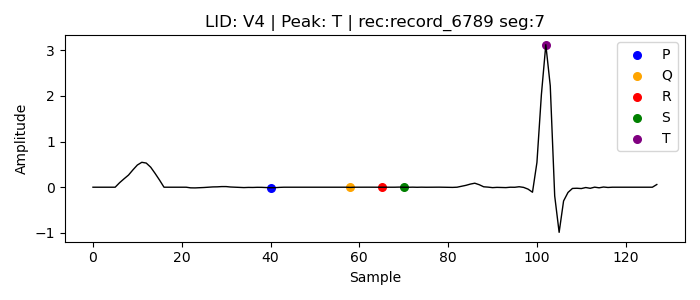 LID: V4 | Peak: T | rec:record_6789 seg:7
Amplitude
3
2
1
0
−1
P
Q
R
S
T
0 20 40 60 80 100 120
Sample